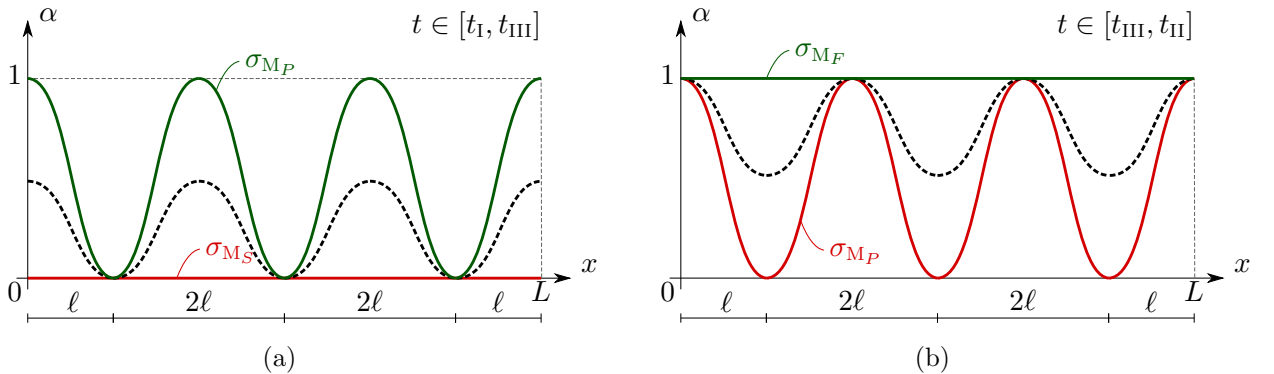 α
t ∈ [t_I, t_III]
1
σ_{M_P}
σ_{M_S}
x
0
ℓ
2ℓ
2ℓ
ℓ
L
(a)
α
t ∈ [t_III, t_II]
1
σ_{M_F}
σ_{M_P}
x
0
ℓ
2ℓ
2ℓ
ℓ
L
(b)